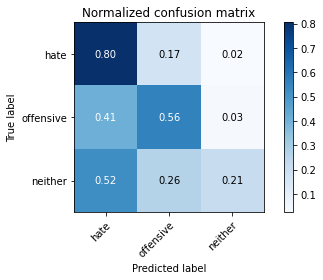 Normalized confusion matrix
True label
hate 0.80 0.17 0.02
offensive 0.41 0.56 0.03
neither 0.52 0.26 0.21
hate offensive neither
Predicted label
0.8
0.7
0.6
0.5
0.4
0.3
0.2
0.1